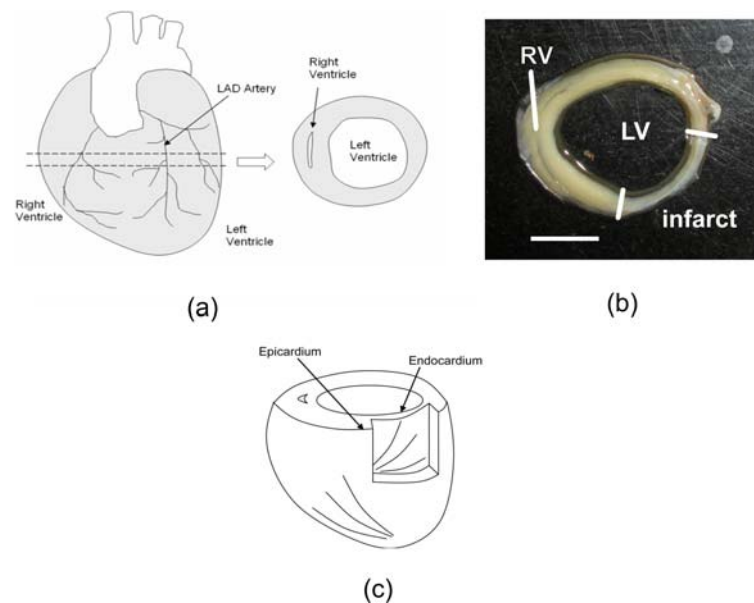 LAD Artery
Right
Ventricle
Left
Ventricle
Right
Ventricle
Left
Ventricle
(a)
RV
LV
infarct
(b)
Epicardium
Endocardium
(c)